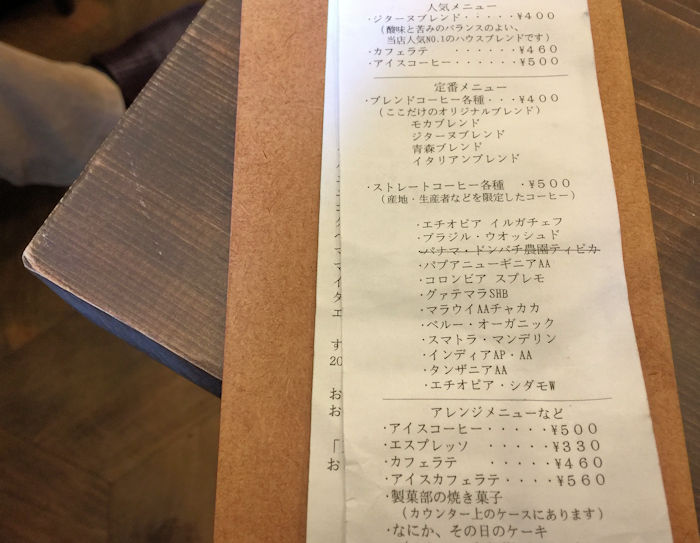 人気メニュー
・ジターヌブレンド・・・・・¥400
(酸味と苦みのバランスのよい、
当店人気NO.1のハウスブレンドです)
・カフェラテ ・・・・・・¥460
・アイスコーヒー・・・・・・¥500
定番メニュー
・ブレンドコーヒー各種・・・¥400
(ここだけのオリジナルブレンド)
モカブレンド
ジターヌブレンド
青森ブレンド
イタリアンブレンド
・ストレートコーヒー各種 ・¥500
(産地・生産者などを限定したコーヒー)
・エチオピア イルガチェフ
・ブラジル・ウオッシュド
・パナマ・ドンパチ農園ティピカ
・パプアニューギニアAA
・コロンビア スプレモ
・グァテマラSHB
・マラウイAAチャカカ
・ペルー・オーガニック
・スマトラ・マンデリン
・インディアAP・AA
・タンザニアAA
・エチオピア・シダモW
アレンジメニューなど
・アイスコーヒー・・・・・¥500
・エスプレッソ ・・・・・¥330
・カフェラテ ・・・・・¥460
・アイスカフェラテ・・・・¥560
・製菓部の焼き菓子
(カウンター上のケースにあります)
・なにか、その日のケーキ